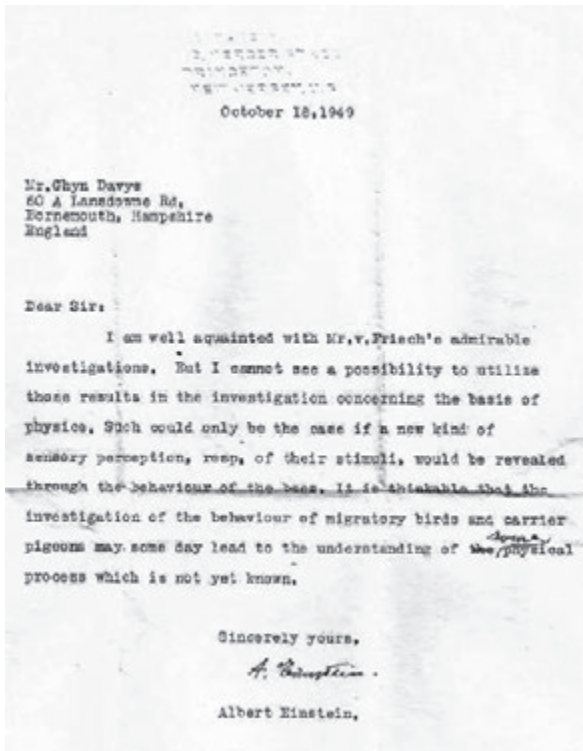 PRINCETON,
NEW JERSEY, U.S
October 18,1949
Mr.Ghyn Davys
60 A Lansdowne Rd,
Bornemouth, Hampshire
England
Dear Sir:
I am well aquainted with Mr.v.Frisch's admirable
investigations. But I cannot see a possibility to utilize
those results in the investigation concerning the basis of
physics. Such could only be the case if a new kind of
sensory perception, resp. of their stimuli, would be revealed
through the behaviour of the bees. It is thinkable that the
investigation of the behaviour of migratory birds and carrier
some
pigeons may some day lead to the understanding of the physical
process which is not yet known.
Sincerely yours,
A. Einstein.
Albert Einstein.